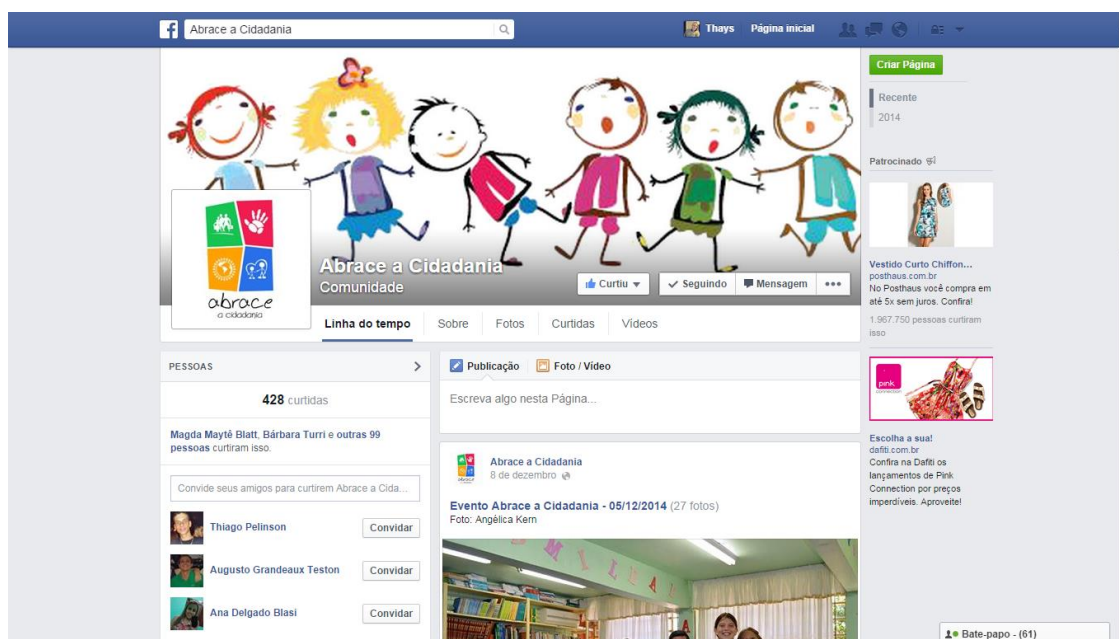 Abrace a Cidadania
Thays
Página inicial
Abrace a Cidadania
Comunidade
abrace
a cidadania
Curtiu
Seguindo
Mensagem
Linha do tempo
Sobre
Fotos
Curtidas
Vídeos
PESSOAS
428 curtidas
Magda Maytê Blatt, Bárbara Turri e outras 99
pessoas curtiram isso.
Convide seus amigos para curtirem Abrace a Cida...
Thiago Pelinson
Convidar
Augusto Grandeaux Teston
Convidar
Ana Delgado Blasi
Convidar
Publicação
Foto / Vídeo
Escreva algo nesta Página...
Abrace a Cidadania
8 de dezembro
Evento Abrace a Cidadania - 05/12/2014 (27 fotos)
Foto: Angélica Kern
Criar Página
Recente
2014
Patrocinado
Vestido Curto Chiffon...
posthaus.com.br
No Posthaus você compra em
até 5x sem juros. Confira!
1.967.750 pessoas curtiram
isso
pink
Escolha a sua!
dafiti.com.br
Confira na Dafiti os
lançamentos de Pink
Connection por preços
imperdíveis. Aproveite!
Bate-papo - (61)